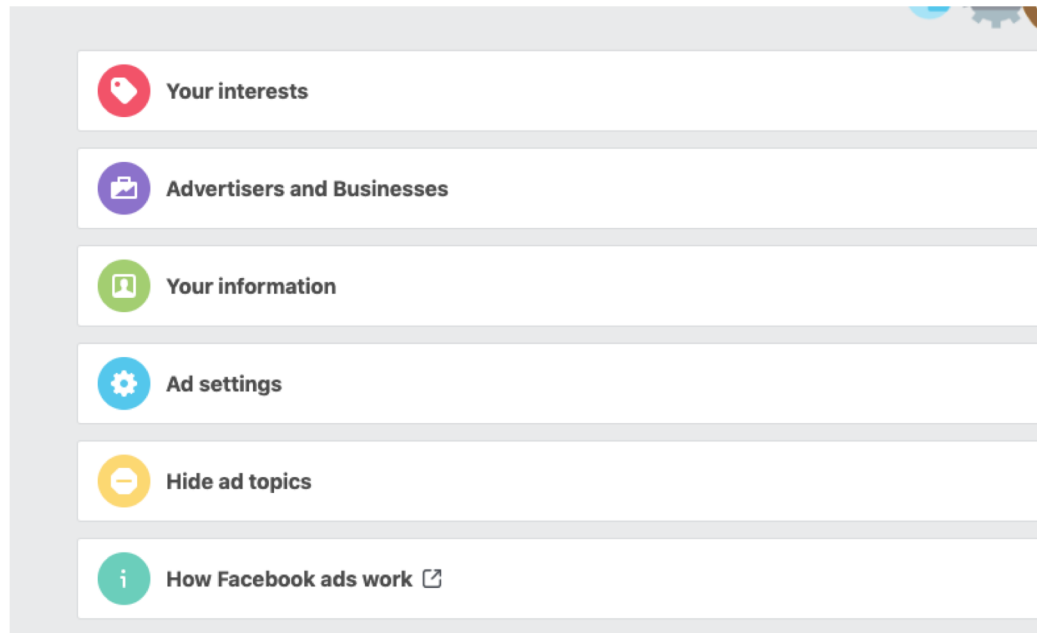 Your interests
Advertisers and Businesses
Your information
Ad settings
Hide ad topics
How Facebook ads work